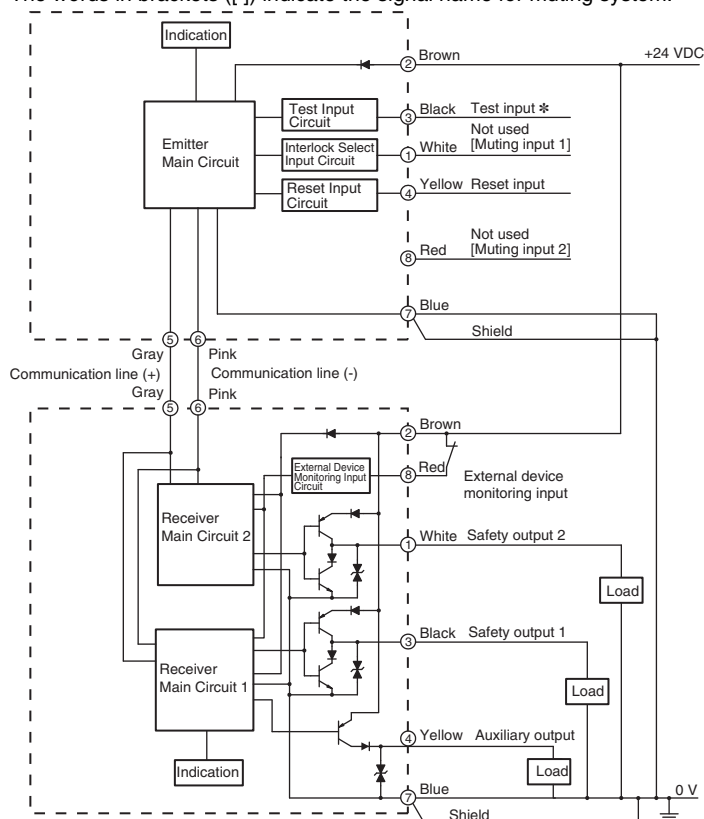 The words in brackets ([ ]) indicate the signal name for muting system.
Indication
2 Brown
+24 VDC
Emitter
Main Circuit
Test Input
Circuit
3 Black Test input *
Interlock Select
Input Circuit
Not used
1 White [Muting input 1]
Reset Input
Circuit
4 Yellow Reset input
Not used
8 Red [Muting input 2]
7 Blue
Shield
5 6
Gray Pink
Communication line (+) Communication line (-)
Gray Pink
5 6
2 Brown
External Device
Monitoring Input
Circuit
8 Red
External device
monitoring input
Receiver
Main Circuit 2
1 White Safety output 2
Load
3 Black Safety output 1
Receiver
Main Circuit 1
Load
4 Yellow Auxiliary output
Indication
Load
7 Blue
0 V
Shield